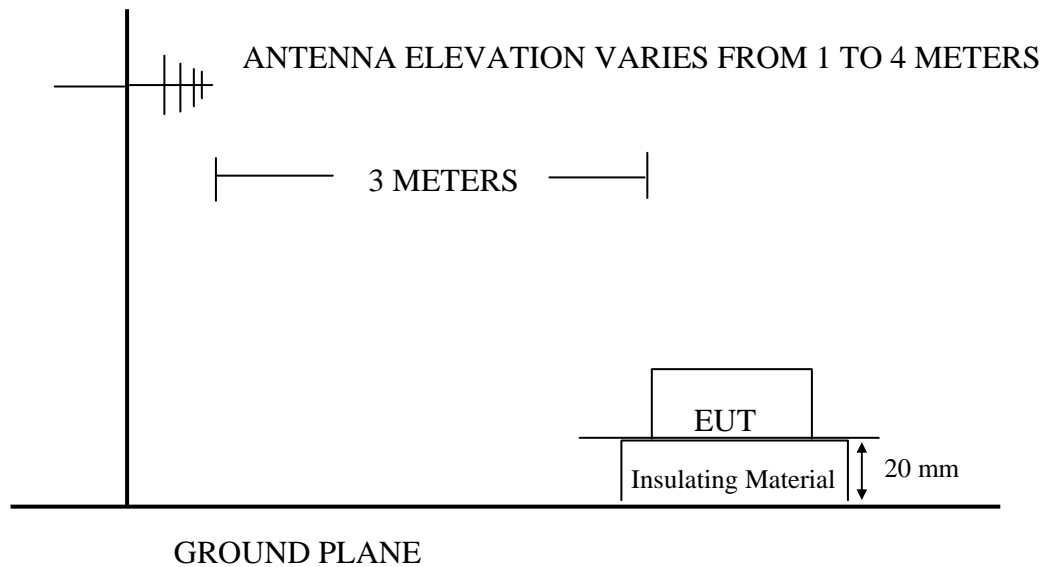 ANTENNA ELEVATION VARIES FROM 1 TO 4 METERS
3 METERS
EUT
Insulating Material
20 mm
GROUND PLANE